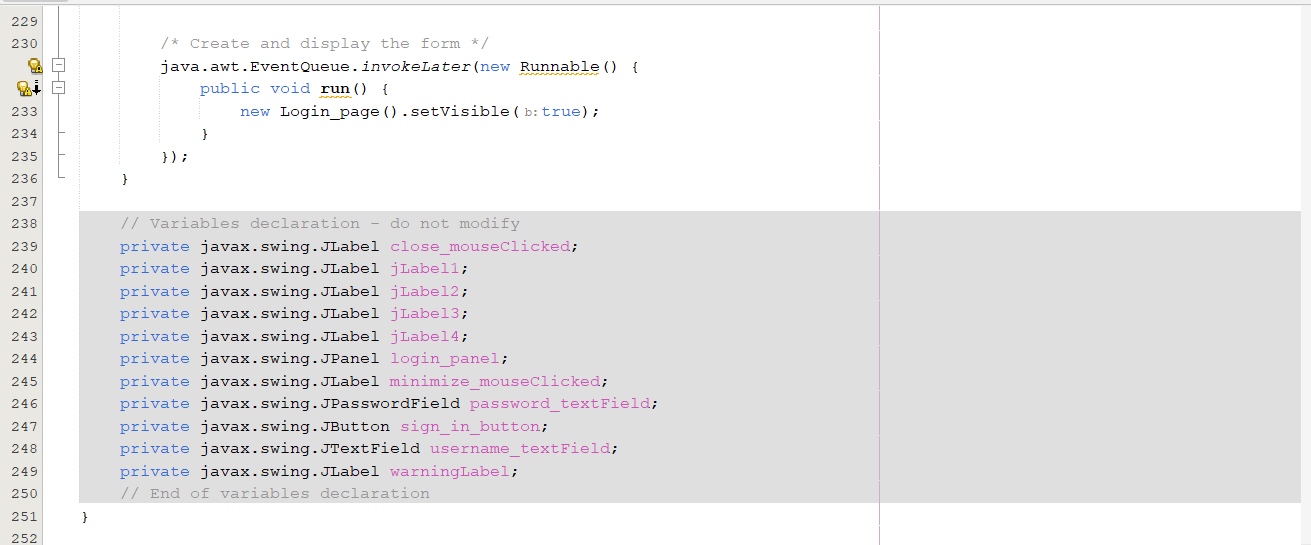 229
230 /* Create and display the form */
java.awt.EventQueue.invokeLater(new Runnable() {
public void run() {
233 new Login_page().setVisible( b: true);
234 }
235 });
236 }
237
238 // Variables declaration - do not modify
239 private javax.swing.JLabel close_mouseClicked;
240 private javax.swing.JLabel jLabel1;
241 private javax.swing.JLabel jLabel2;
242 private javax.swing.JLabel jLabel3;
243 private javax.swing.JLabel jLabel4;
244 private javax.swing.JPanel login_panel;
245 private javax.swing.JLabel minimize_mouseClicked;
246 private javax.swing.JPasswordField password_textField;
247 private javax.swing.JButton sign_in_button;
248 private javax.swing.JTextField username_textField;
249 private javax.swing.JLabel warningLabel;
250 // End of variables declaration
251 }
252